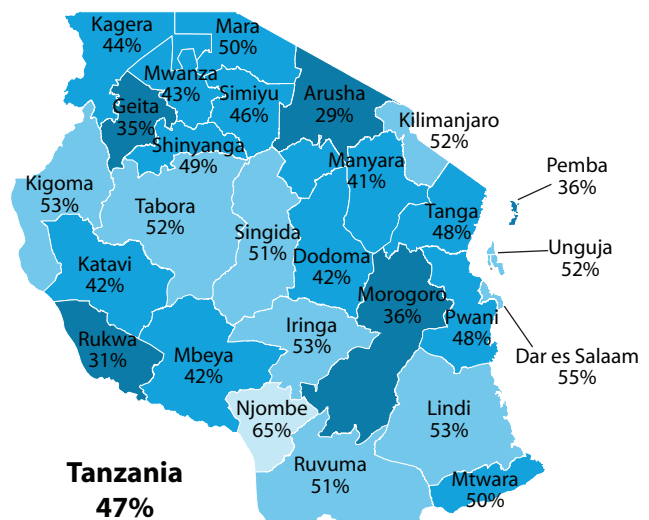 Kagera
44%
Mara
50%
Mwanza
43%
Simiyu
46%
Geita
35%
Arusha
29%
Kilimanjaro
52%
Shinyanga
49%
Manyara
41%
Pemba
36%
Kigoma
53%
Tabora
52%
Singida
51%
Tanga
48%
Unguja
52%
Katavi
42%
Dodoma
42%
Morogoro
36%
Pwani
48%
Dar es Salaam
55%
Rukwa
31%
Mbeya
42%
Iringa
53%
Njombe
65%
Lindi
53%
Ruvuma
51%
Mtwara
50%
Tanzania
47%